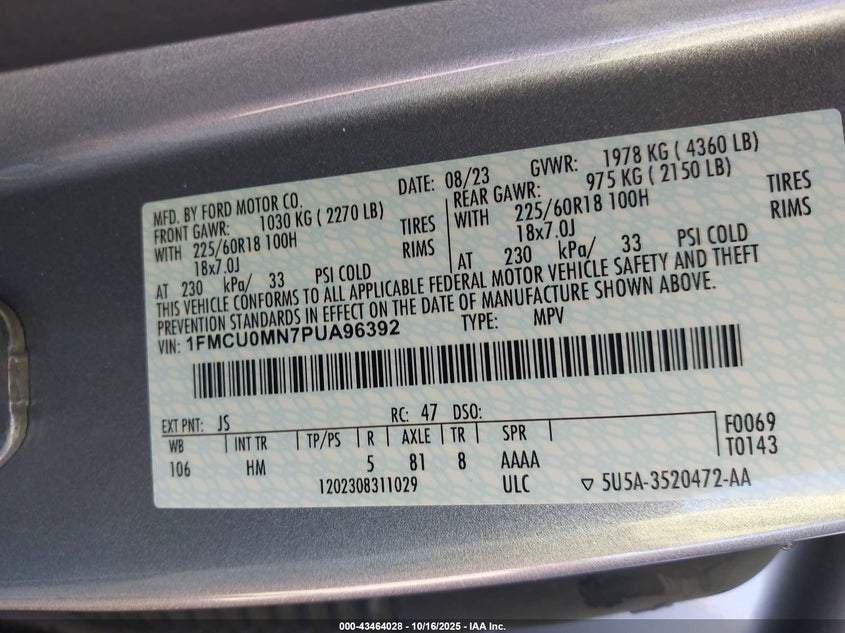 MFD. BY FORD MOTOR CO. DATE: 08/23 GVWR: 1978 KG ( 4360 LB)
FRONT GAWR: 1030 KG ( 2270 LB) REAR GAWR: 975 KG ( 2150 LB)
WITH 225/60R18 100H TIRES WITH 225/60R18 100H TIRES
18x7.0J RIMS 18x7.0J RIMS
AT 230 kPa/ 33 PSI COLD AT 230 kPa/ 33 PSI COLD
THIS VEHICLE CONFORMS TO ALL APPLICABLE FEDERAL MOTOR VEHICLE SAFETY AND THEFT
PREVENTION STANDARDS IN EFFECT ON THE DATE OF MANUFACTURE SHOWN ABOVE.
VIN: 1FMCU0MN7PUA96392 TYPE: MPV
EXT PNT: JS RC: 47 DSO: F0069
WB INT TR TP/PS R AXLE TR SPR T0143
106 HM 5 81 8 AAAA
1202308311029 ULC ▽ 5U5A-3520472-AA
000-43464028 - 10/16/2025 - IAA Inc.